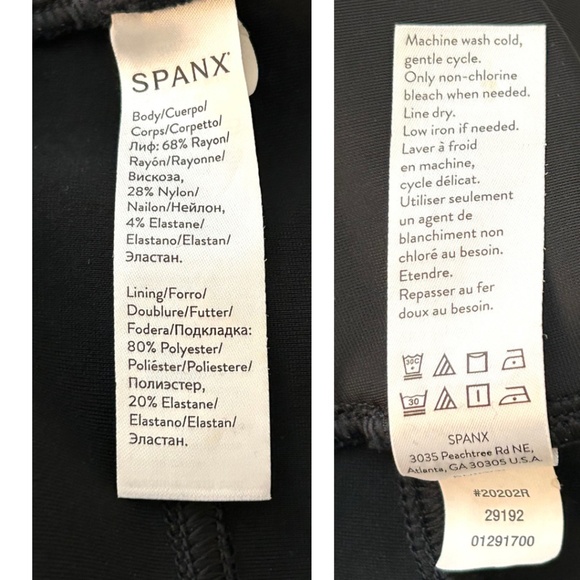 SPANX
Body/Cuerpo/
Corps/Corpetto/
Лиф: 68% Rayon/
Rayón/Rayonne/
Вискоза,
28% Nylon/
Nailon/Нейлон,
4% Elastane/
Elastano/Elastan/
Эластан.
Lining/Forro/
Doublure/Futter/
Fodera/Подкладка:
80% Polyester/
Poliéster/Poliestere/
Полиэстер,
20% Elastane/
Elastano/Elastan/
Эластан.
Machine wash cold,
gentle cycle.
Only non-chlorine
bleach when needed.
Line dry.
Low iron if needed.
Laver à froid
en machine,
cycle délicat.
Utiliser seulement
un agent de
blanchiment non
chloré au besoin.
Etendre.
Repasser au fer
doux au besoin.
30C
30
SPANX
3035 Peachtree Rd NE,
Atlanta, GA 30305 U.S.A.
#20202R
29192
01291700